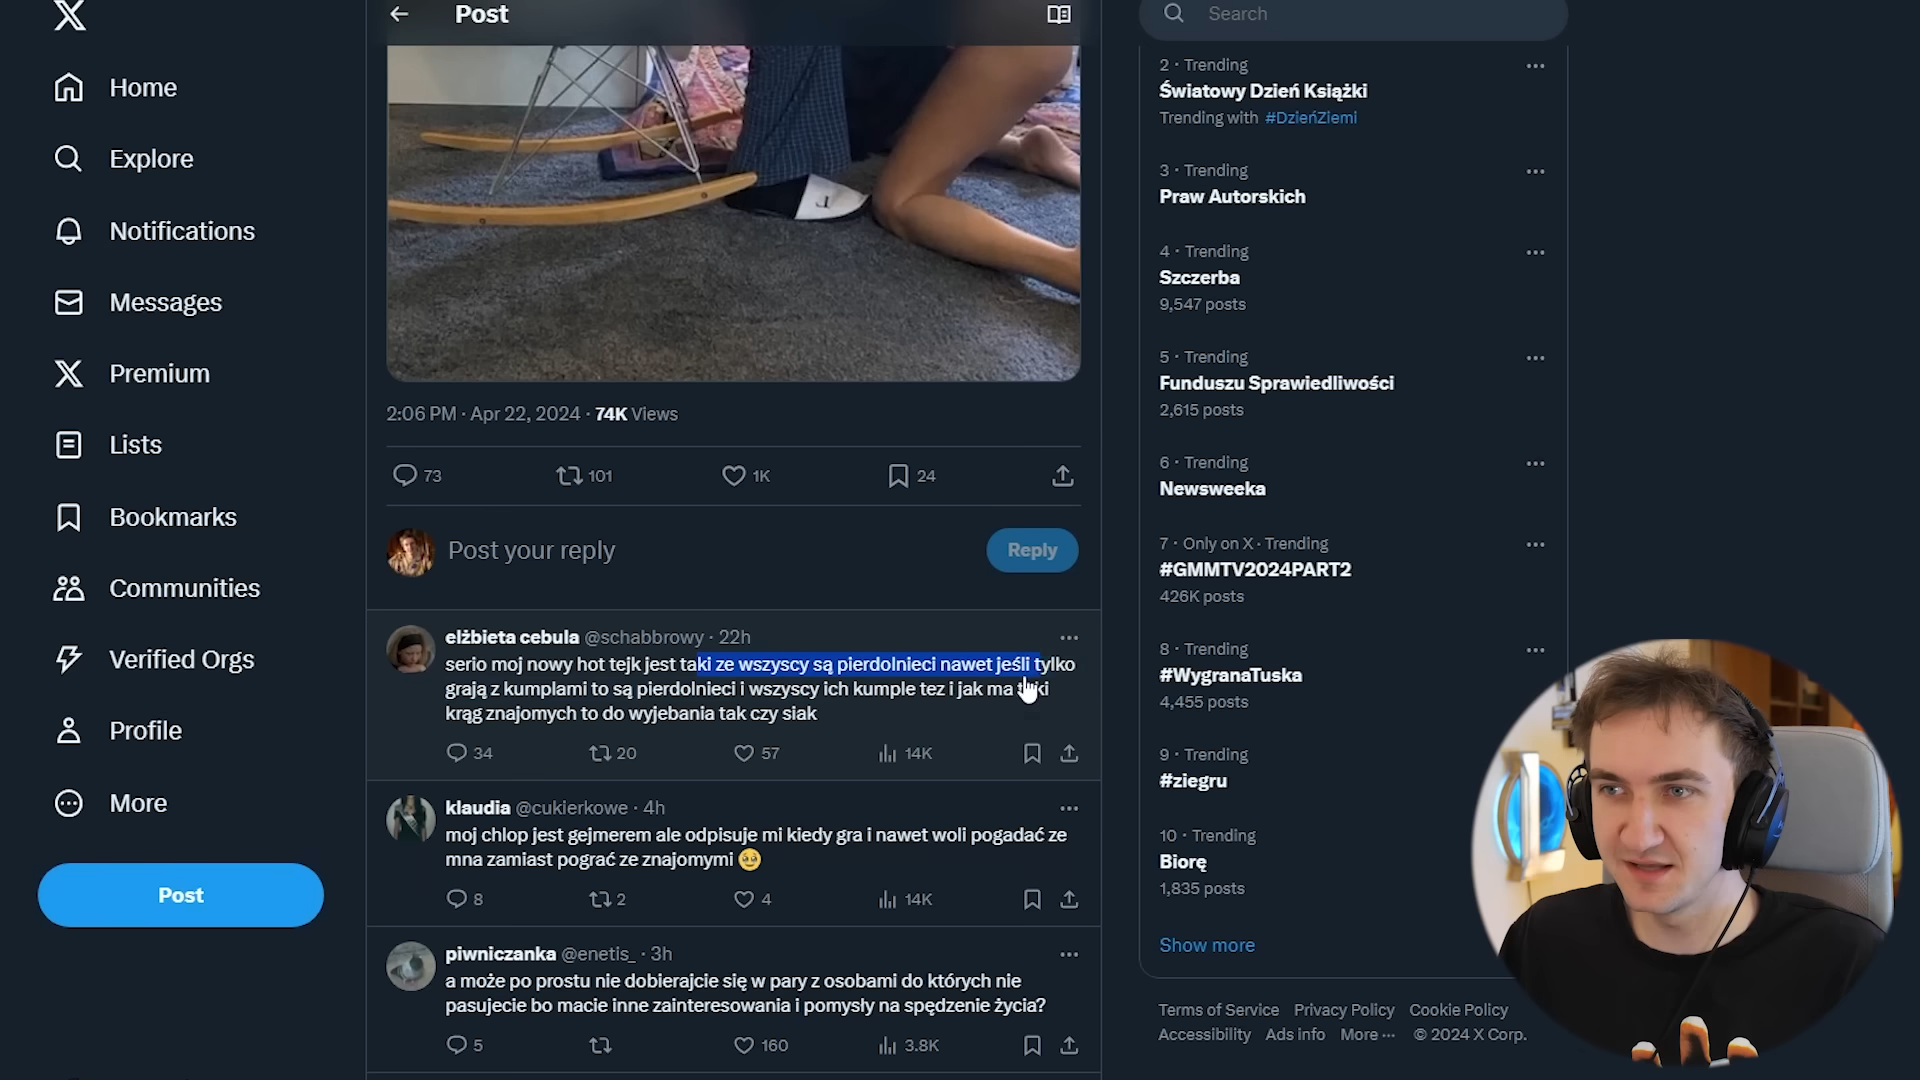 Home
Explore
Notifications
Messages
Premium
Lists
Bookmarks
Communities
Verified Orgs
Profile
More
Post
Post
2:06 PM · Apr 22, 2024 · 74K Views
73 101 1K 24
Post your reply
Reply
elżbieta cebula @schabbrowy · 22h
serio moj nowy hot tejk jest taki ze wszyscy są pierdolnieci nawet jeśli tylko
grają z kumplami to są pierdolnieci i wszyscy ich kumple tez i jak ma taki
krąg znajomych to do wyjebania tak czy siak
34 20 57 14K
klaudia @cukierkowe · 4h
moj chlop jest gejmerem ale odpisuje mi kiedy gra i nawet woli pogadać ze
mna zamiast pograć ze znajomymi 🥹
8 2 4 14K
piwniczanka @enetis_ · 3h
a może po prostu nie dobierajcie się w pary z osobami do których nie
pasujecie bo macie inne zainteresowania i pomysły na spędzenie życia?
5 160 3.8K
Search
2 · Trending
Światowy Dzień Książki
Trending with #DzieńZiemi
3 · Trending
Praw Autorskich
4 · Trending
Szczerba
9,547 posts
5 · Trending
Funduszu Sprawiedliwości
2,615 posts
6 · Trending
Newsweeka
7 · Only on X · Trending
#GMMTV2024PART2
426K posts
8 · Trending
#WygranaTuska
4,455 posts
9 · Trending
#ziegru
10 · Trending
Biorę
1,835 posts
Show more
Terms of Service Privacy Policy Cookie Policy
Accessibility Ads info More ··· © 2024 X Corp.